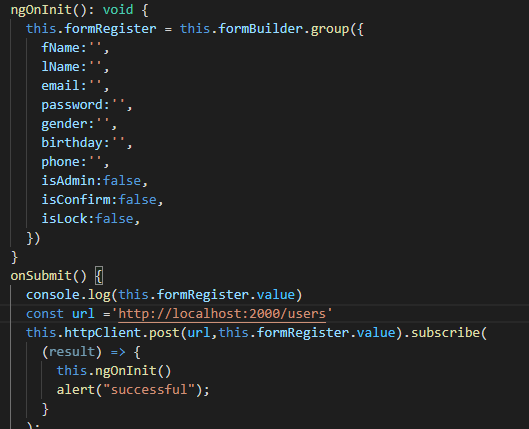 ngOnInit(): void {
this.formRegister = this.formBuilder.group({
fName:'',
lName:'',
email:'',
password:'',
gender:'',
birthday:'',
phone:'',
isAdmin:false,
isConfirm:false,
isLock:false,
})
}
onSubmit() {
console.log(this.formRegister.value)
const url ='http://localhost:2000/users'
this.httpClient.post(url,this.formRegister.value).subscribe(
(result) => {
this.ngOnInit()
alert("successful");
}
);